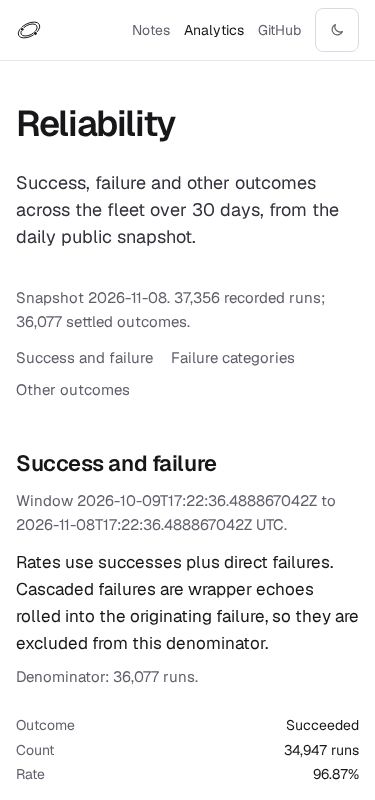 Notes Analytics GitHub
Reliability
Success, failure and other outcomes
across the fleet over 30 days, from the
daily public snapshot.
Snapshot 2026-11-08. 37,356 recorded runs;
36,077 settled outcomes.
Success and failure Failure categories
Other outcomes
Success and failure
Window 2026-10-09T17:22:36.488867042Z to
2026-11-08T17:22:36.488867042Z UTC.
Rates use successes plus direct failures.
Cascaded failures are wrapper echoes
rolled into the originating failure, so they are
excluded from this denominator.
Denominator: 36,077 runs.
Outcome Succeeded
Count 34,947 runs
Rate 96.87%